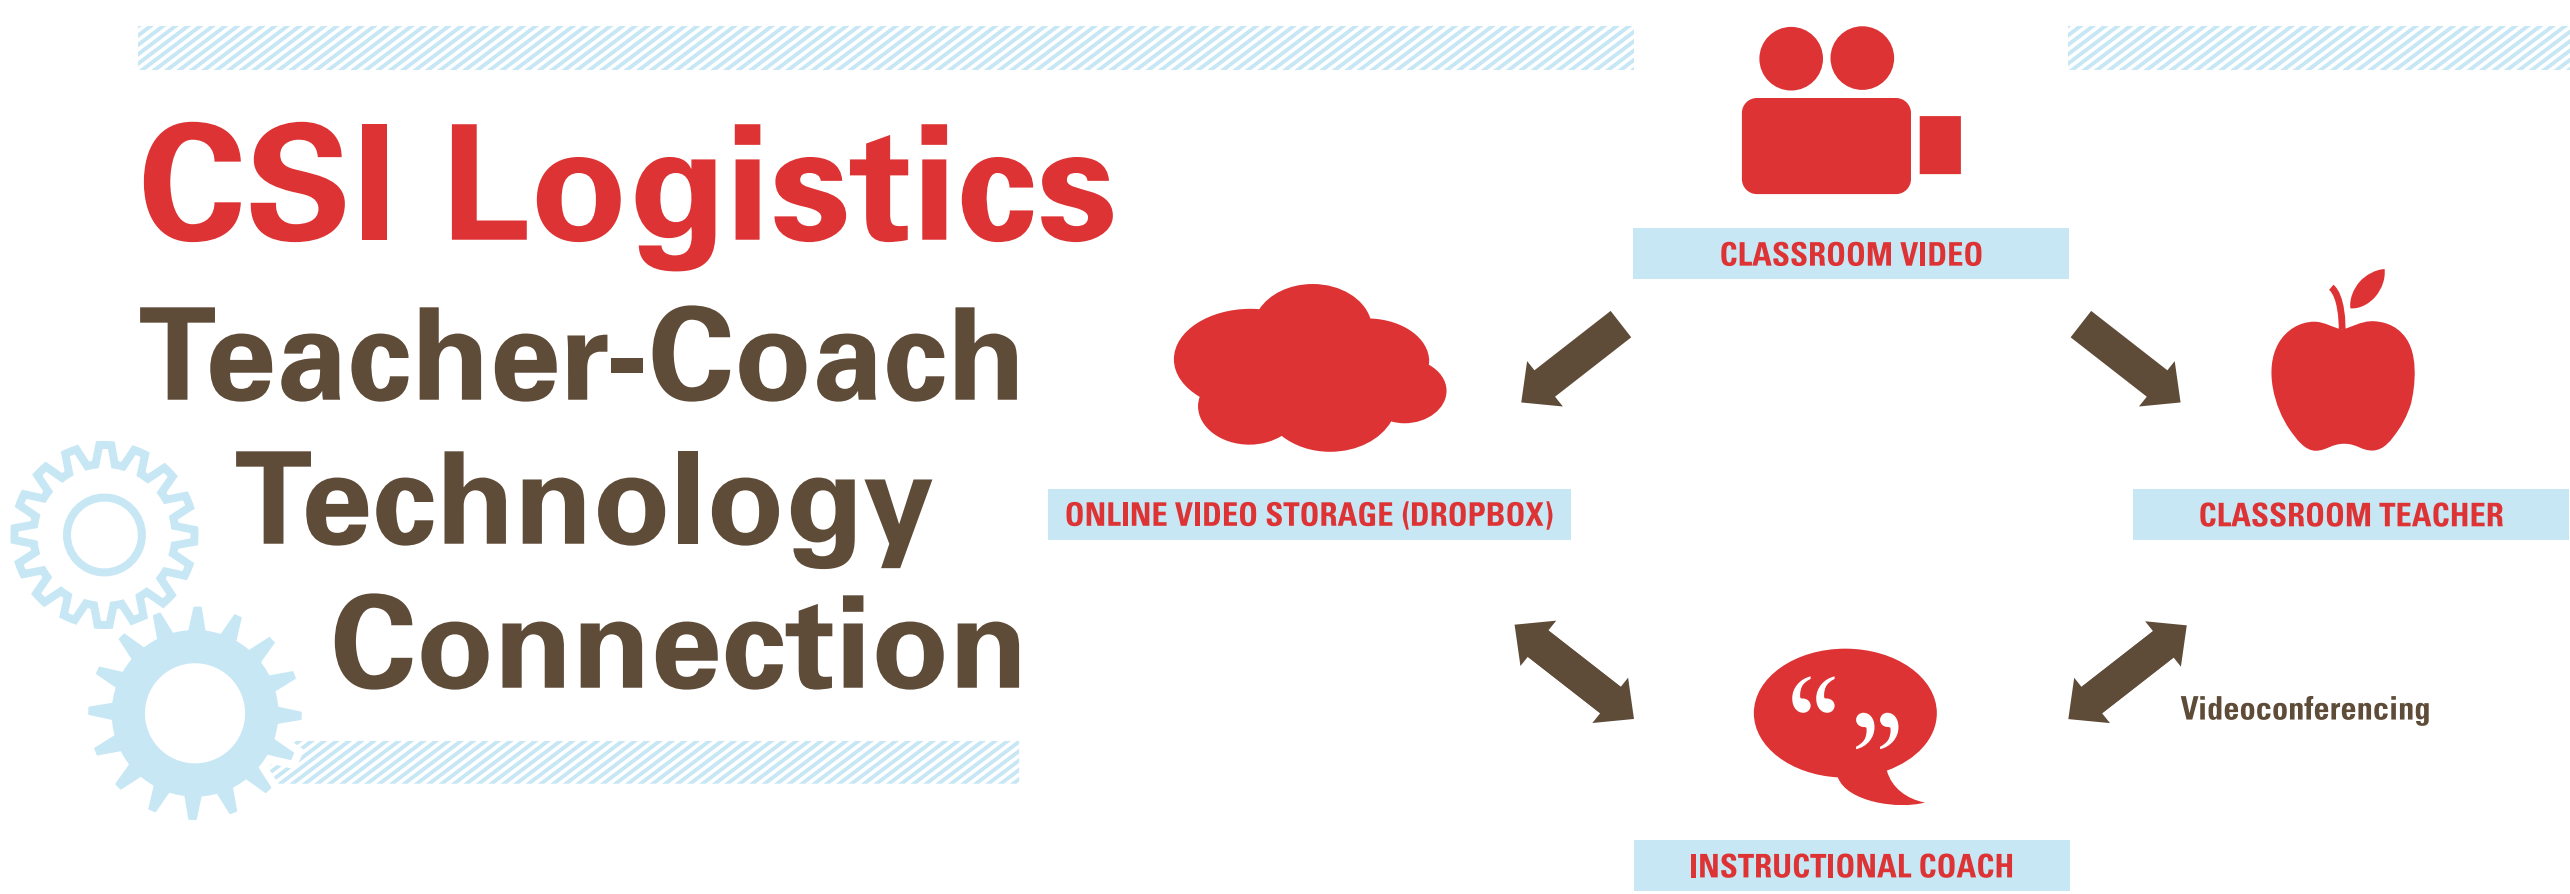 CSI Logistics
Teacher-Coach
Technology
Connection
CLASSROOM VIDEO
ONLINE VIDEO STORAGE (DROPBOX)
CLASSROOM TEACHER
“ ”
Videoconferencing
INSTRUCTIONAL COACH